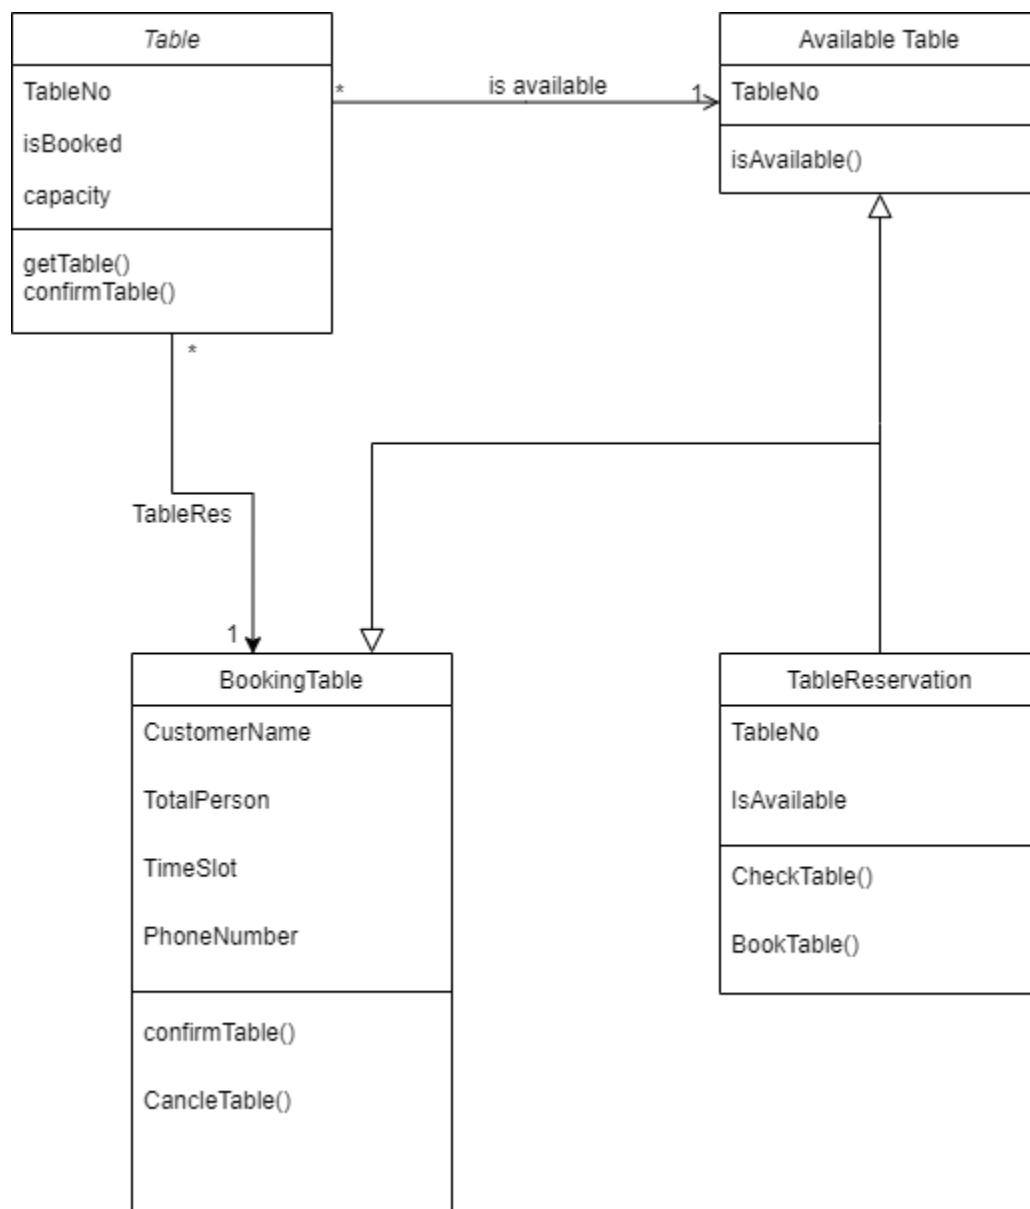 Table
TableNo
isBooked
capacity
getTable()
confirmTable()
*
is available
1
Available Table
TableNo
isAvailable()
*
TableRes
1
BookingTable
CustomerName
TotalPerson
TimeSlot
PhoneNumber
confirmTable()
CancleTable()
TableReservation
TableNo
IsAvailable
CheckTable()
BookTable()